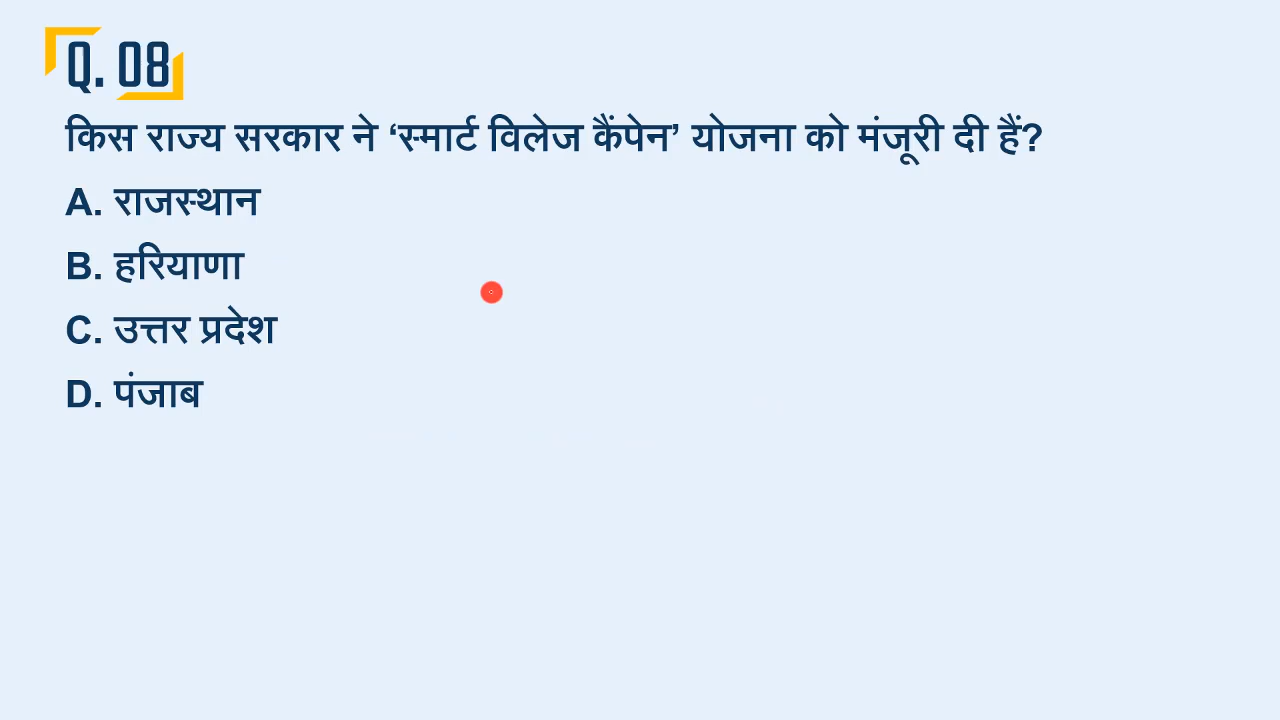 Q. 08
किस राज्य सरकार ने ‘स्मार्ट विलेज कैंपेन’ योजना को मंजूरी दी हैं?
A. राजस्थान
B. हरियाणा
C. उत्तर प्रदेश
D. पंजाब